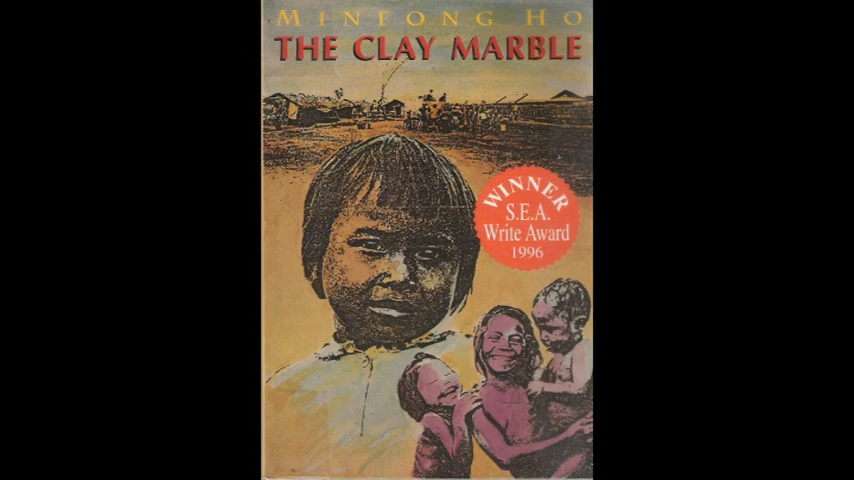 MINFONG HO
THE CLAY MARBLE
WINNER
S.E.A.
Write Award
1996